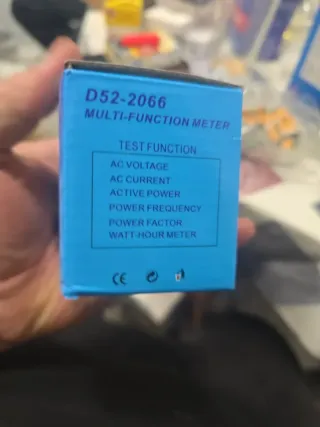 D52-2066
MULTI-FUNCTION METER
TEST FUNCTION
AC VOLTAGE
AC CURRENT
ACTIVE POWER
POWER FREQUENCY
POWER FACTOR
WATT-HOUR METER
CE